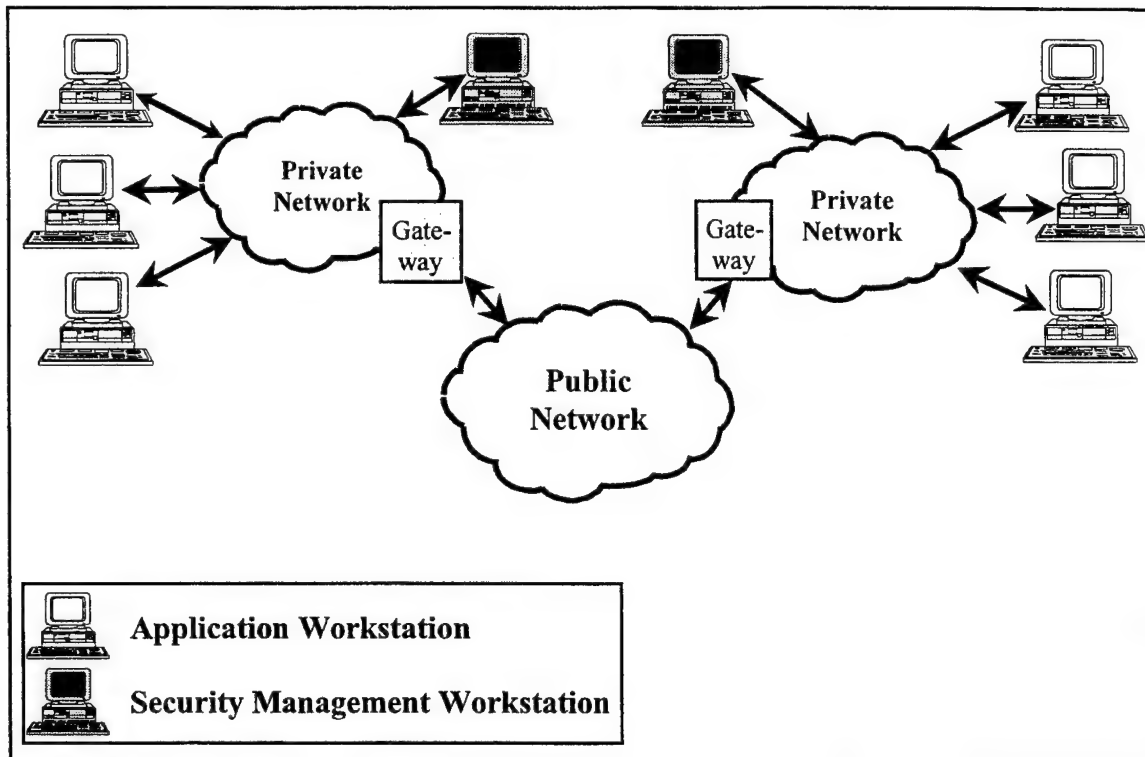 Private
Network
Gate-
way
Private
Network
Gate-
way
Public
Network
Application Workstation
Security Management Workstation